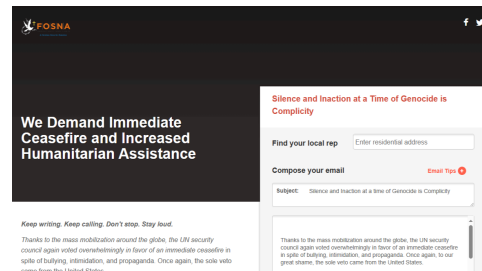 FOSNA
We Demand Immediate
Ceasefire and Increased
Humanitarian Assistance
Keep writing. Keep calling. Don't stop. Stay loud.
Thanks to the mass mobilization around the globe, the UN security
council again voted overwhelmingly in favor of an immediate ceasefire in
spite of bullying, intimidation, and propaganda. Once again, the sole veto
came from the United States.
Silence and Inaction at a Time of Genocide is
Complicity
Find your local rep
Enter residential address
Compose your email
Email Tips
Subject: Silence and Inaction at a time of Genocide is Complicity
Thanks to the mass mobilization around the globe, the UN security
council again voted overwhelmingly in favor of an immediate ceasefire
in spite of bullying, intimidation, and propaganda. Once again, to our
great shame, the sole veto came from the United States.